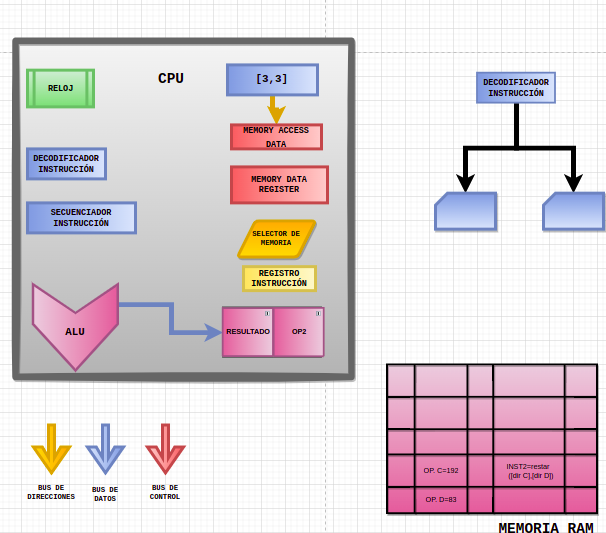 CPU
RELOJ
[3,3]
MEMORY ACCESS
DATA
DECODIFICADOR
INSTRUCCIÓN
MEMORY DATA
REGISTER
SECUENCIADOR
INSTRUCCIÓN
SELECTOR DE
MEMORIA
REGISTRO
INSTRUCCIÓN
ALU
RESULTADO
OP2
DECODIFICADOR
INSTRUCCIÓN
BUS DE
DIRECCIONES
BUS DE
DATOS
BUS DE
CONTROL
OP. C=192
INST2=restar
([dir C],[dir D])
OP. D=83
MEMORIA RAM